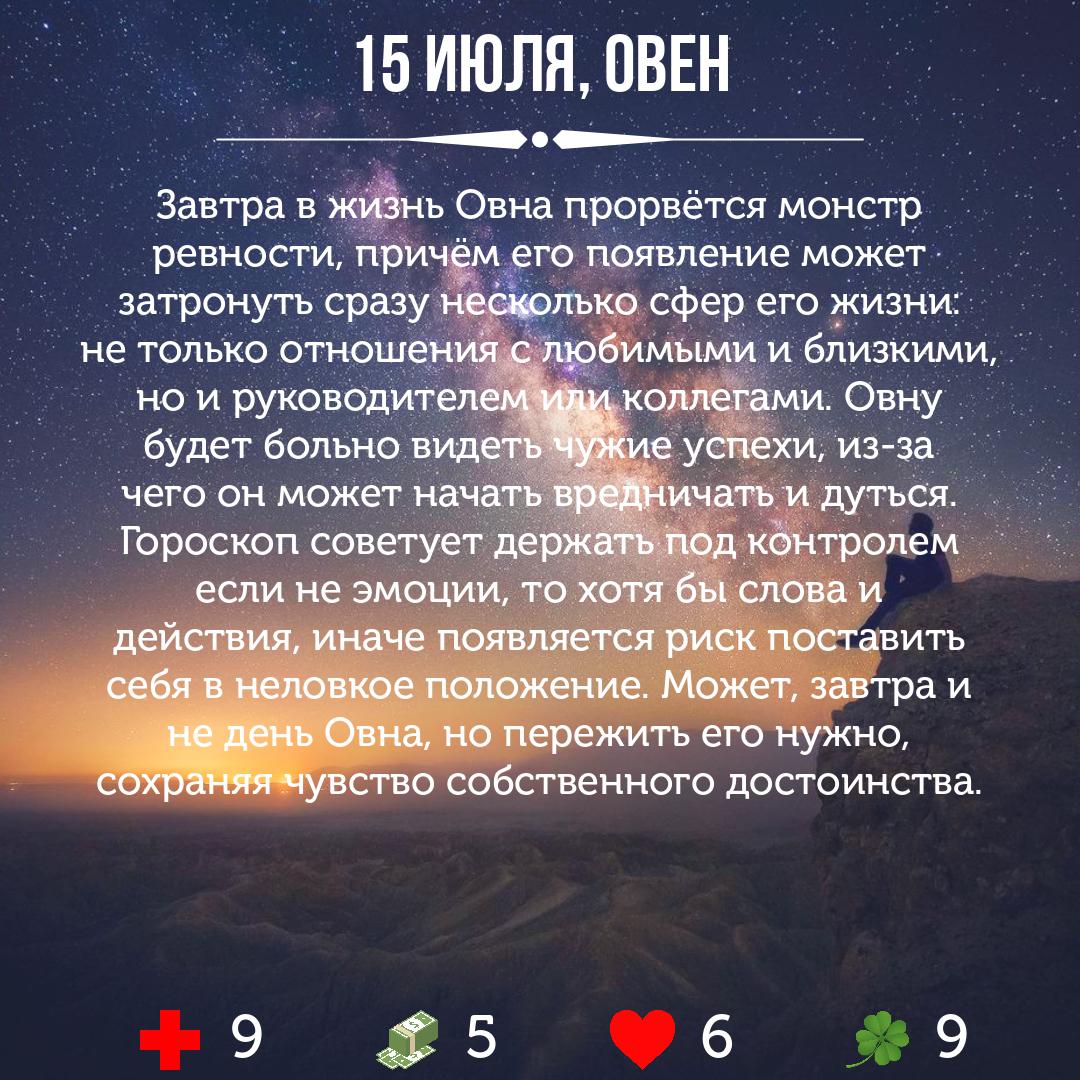 15 ИЮЛЯ, ОВЕН
Завтра в жизнь Овна прорвётся монстр
ревности, причём его появление может
затронуть сразу несколько сфер его жизни:
не только отношения с любимыми и близкими,
но и руководителем или коллегами. Овну
будет больно видеть чужие успехи, из-за
чего он может начать вредничать и дуться.
Гороскоп советует держать под контролем
если не эмоции, то хотя бы слова и
действия, иначе появляется риск поставить
себя в неловкое положение. Может, завтра и
не день Овна, но пережить его нужно,
сохраняя чувство собственного достоинства.
9 5 6 9